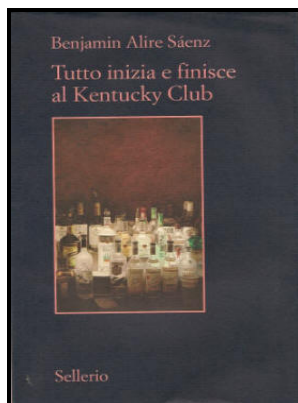 Benjamin Alire Sáenz
Tutto inizia e finisce
al Kentucky Club
Sellerio